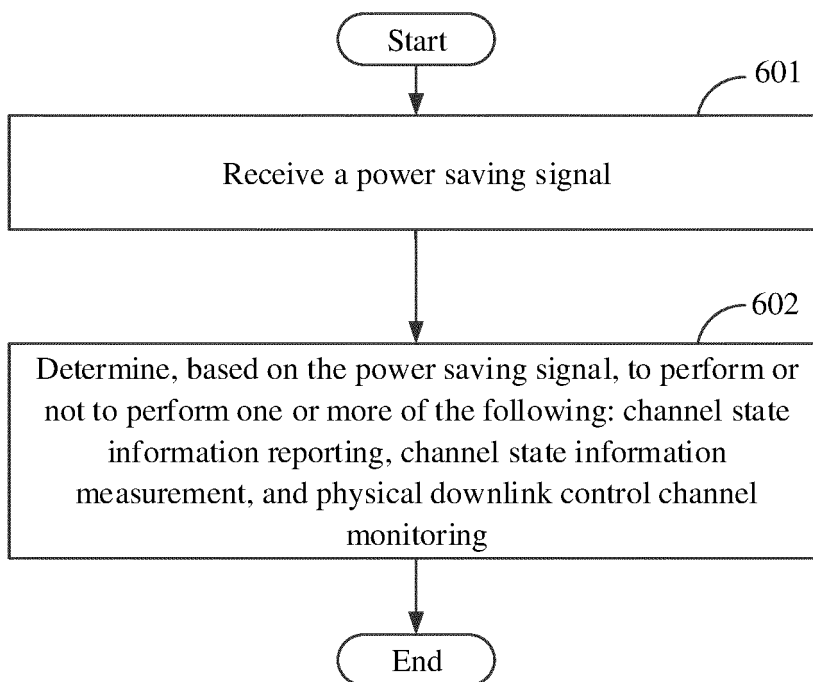 Start
601
Receive a power saving signal
602
Determine, based on the power saving signal, to perform or
not to perform one or more of the following: channel state
information reporting, channel state information
measurement, and physical downlink control channel
monitoring
End